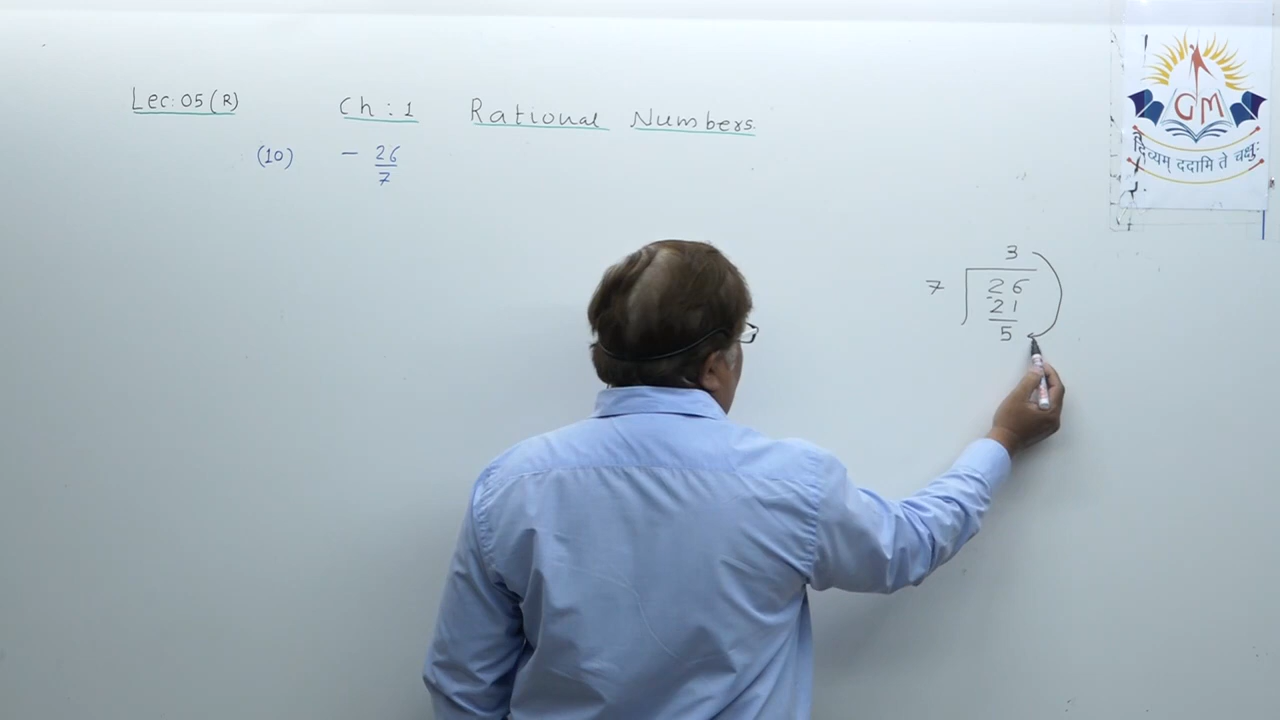 Lec: 05 (R) Ch: 1 Rational Numbers.
(10) - 26/7
3
7 26
21
5
GM
दिव्यम् ददामि ते चक्षुः